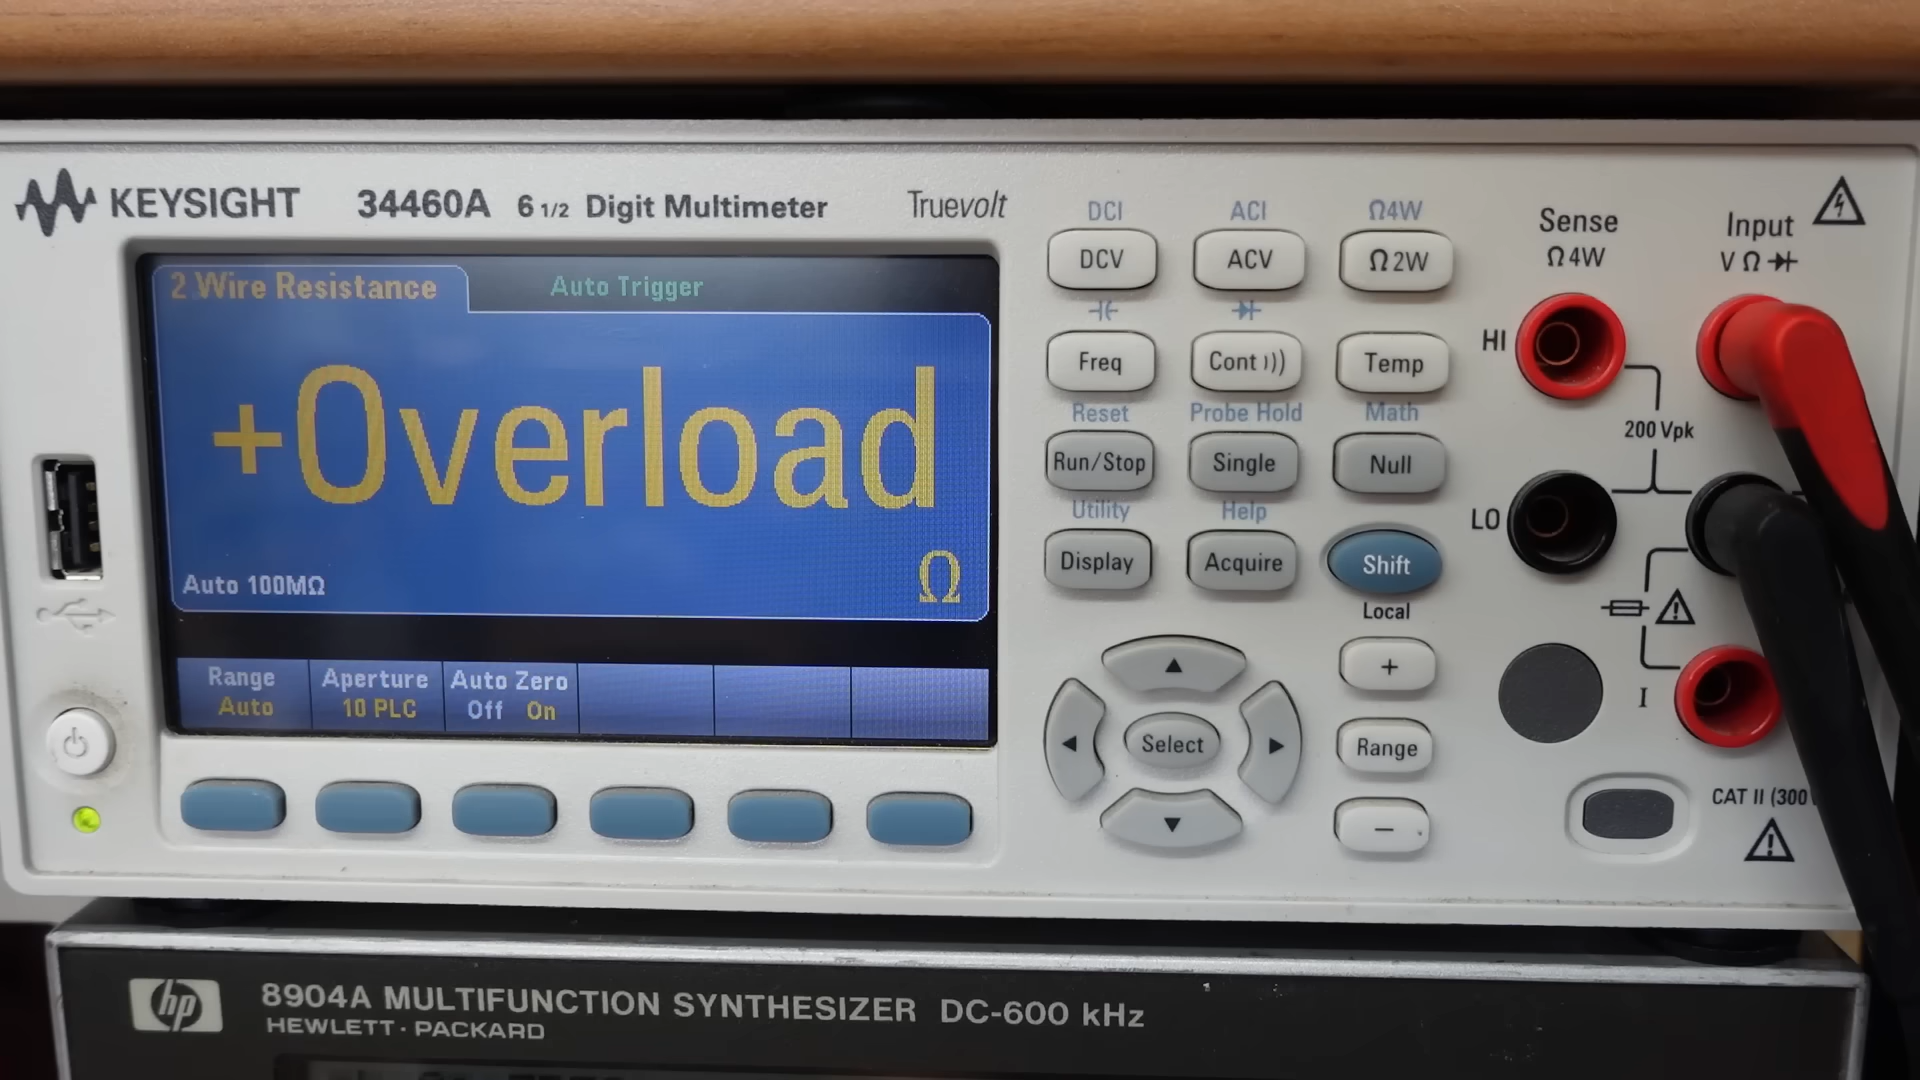 KEYSIGHT 34460A 6 1/2 Digit Multimeter Truevolt
2 Wire Resistance Auto Trigger
+Overload
Auto 100MΩ Ω
Range Aperture Auto Zero
Auto 10 PLC Off On
DCI ACI Ω4W
DCV ACV Ω2W
Freq Cont Temp
Reset Probe Hold Math
Run/Stop Single Null
Utility Help
Display Acquire Shift
Local
+
Select Range
−
Sense Input
Ω4W VΩ
HI
200 Vpk
LO
I
CAT II (300
hp 8904A MULTIFUNCTION SYNTHESIZER DC-600 kHz
HEWLETT·PACKARD